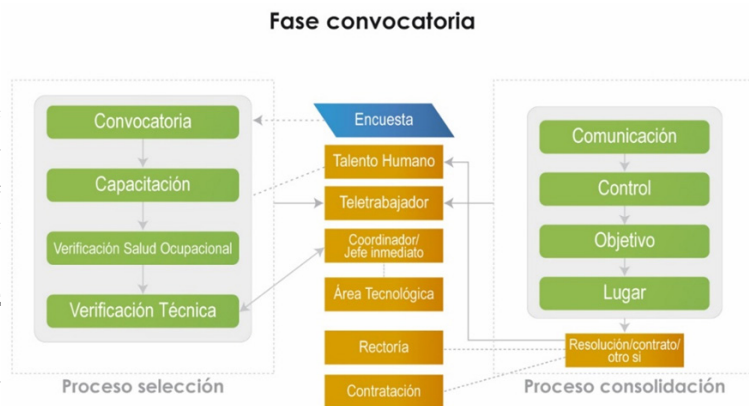 Fase convocatoria
Convocatoria
Capacitación
Verificación Salud Ocupacional
Verificación Técnica
Proceso selección
Encuesta
Talento Humano
Teletrabajador
Coordinador/
Jefe inmediato
Área Tecnológica
Rectoría
Contratación
Comunicación
Control
Objetivo
Lugar
Resolución/contrato/
otro si
Proceso consolidación